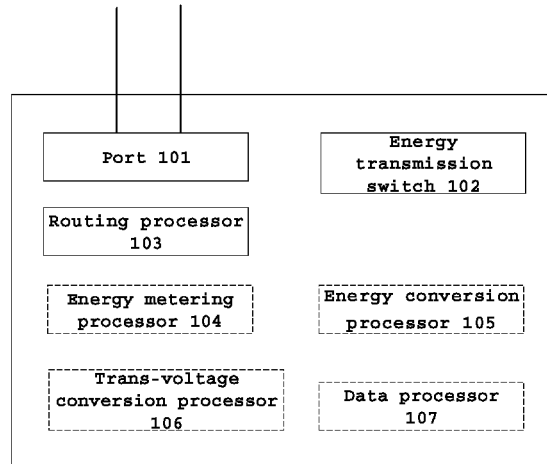 Port 101
Energy
transmission
switch 102
Routing processor
103
Energy metering
processor 104
Energy conversion
processor 105
Trans-voltage
conversion processor
106
Data processor
107